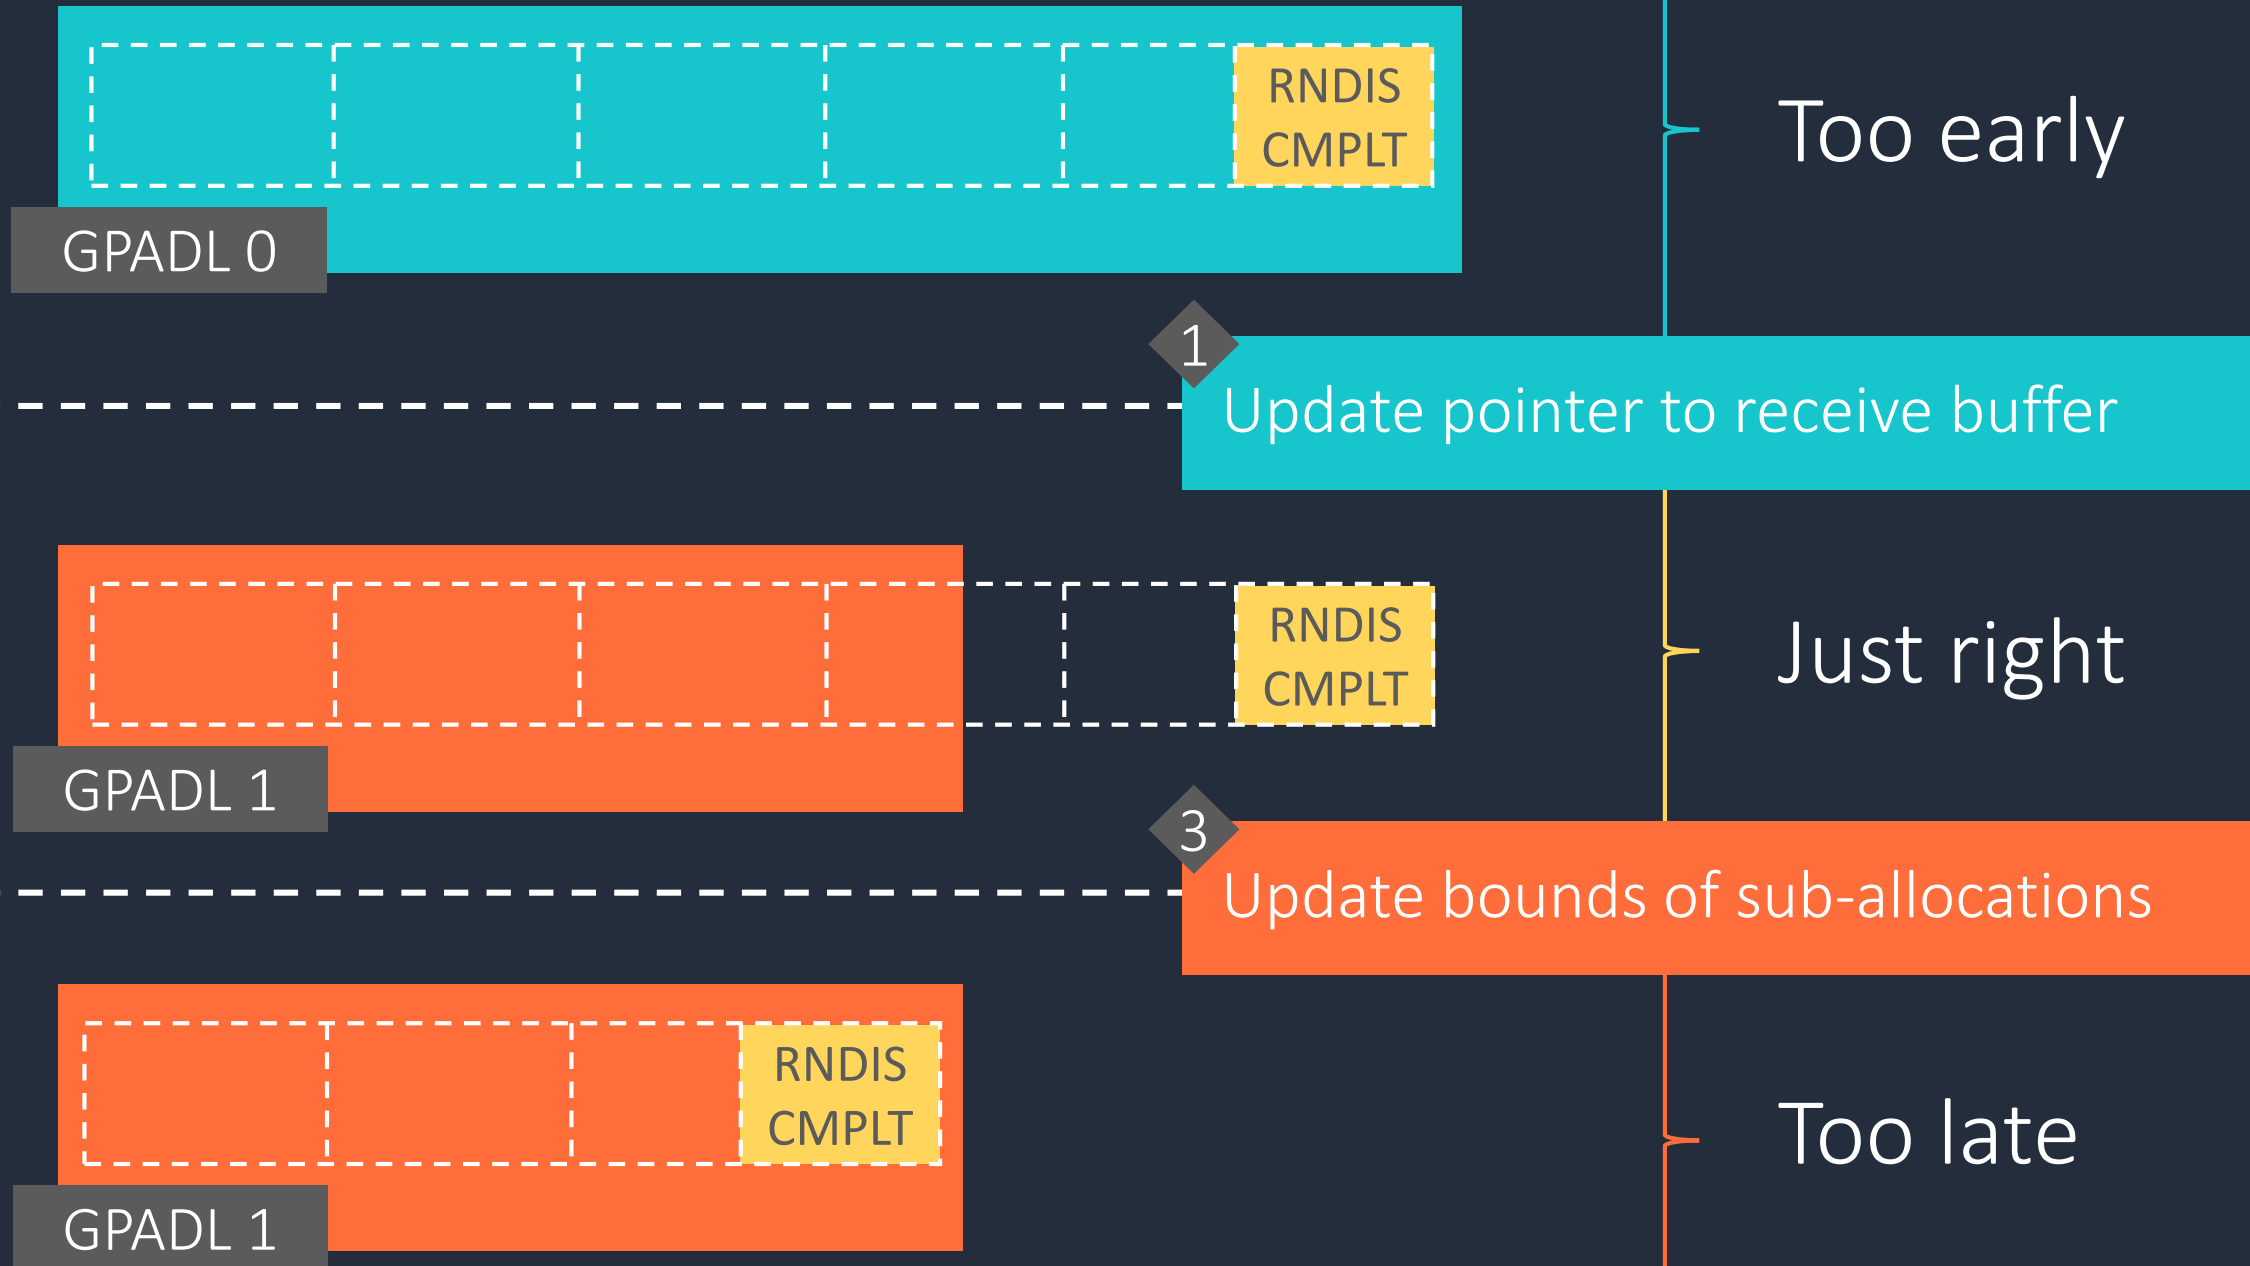 RNDIS
CMPLT
Too early
GPADL 0
1
Update pointer to receive buffer
RNDIS
CMPLT
Just right
GPADL 1
3
Update bounds of sub-allocations
RNDIS
CMPLT
Too late
GPADL 1